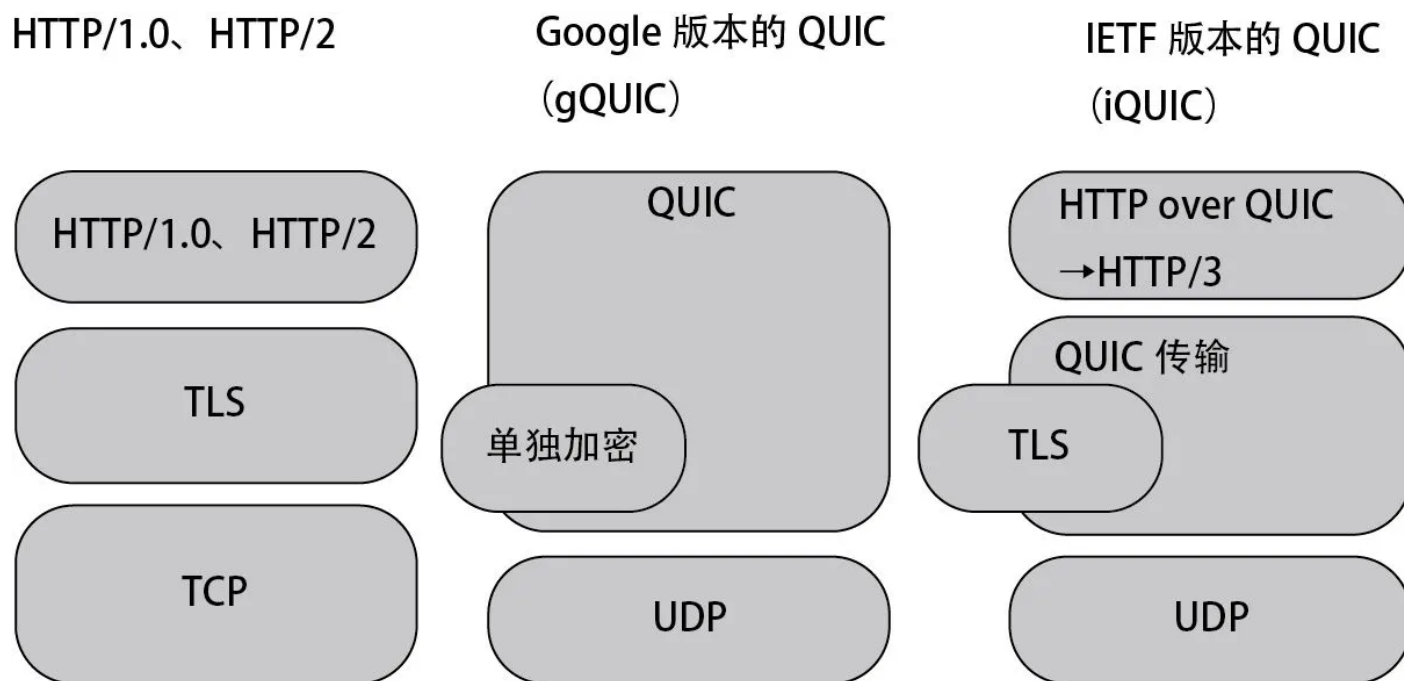 HTTP/1.0、HTTP/2
Google 版本的 QUIC
（gQUIC）
IETF 版本的 QUIC
（iQUIC）
HTTP/1.0、HTTP/2
TLS
TCP
QUIC
单独加密
UDP
HTTP over QUIC
→HTTP/3
QUIC 传输
TLS
UDP